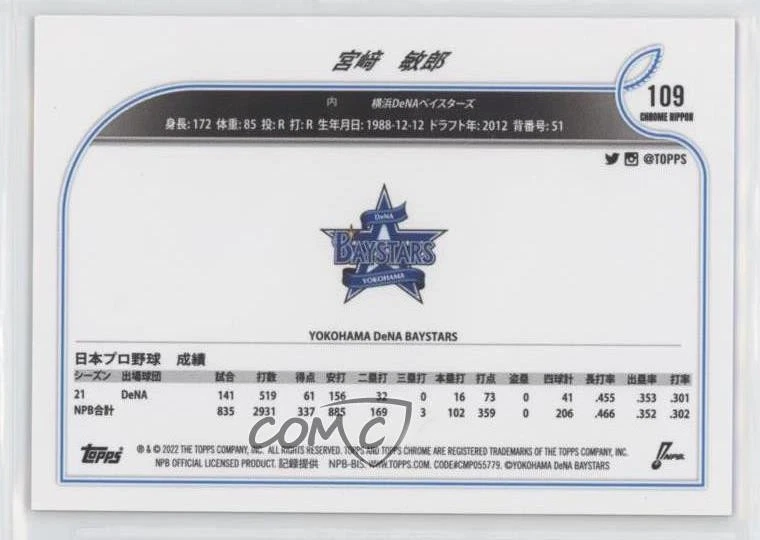 宮﨑 敏郎
109
CHROME NIPPON
内 横浜DeNAベイスターズ
身長: 172 体重: 85 投: R 打: R 生年月日: 1988-12-12 ドラフト年: 2012 背番号: 51
@TOPPS
DeNA
BAYSTARS
YOKOHAMA
YOKOHAMA DeNA BAYSTARS
日本プロ野球 成績
シーズン 出場球団 試合 打数 得点 安打 二塁打 三塁打 本塁打 打点 盗塁 四球計 長打率 出塁率 打率
21 DeNA 141 519 61 156 32 0 16 73 0 41 .455 .353 .301
NPB合計 835 2931 337 885 169 3 102 359 0 206 .466 .352 .302
COMC
Topps
® & © 2022 THE TOPPS COMPANY, INC. ALL RIGHTS RESERVED. TOPPS AND TOPPS CHROME ARE REGISTERED TRADEMARKS OF THE TOPPS COMPANY, INC.
NPB OFFICIAL LICENSED PRODUCT. 記録提供 NPB-BIS. WWW.TOPPS.COM. CODE#CMP055779. ©YOKOHAMA DeNA BAYSTARS
NPB